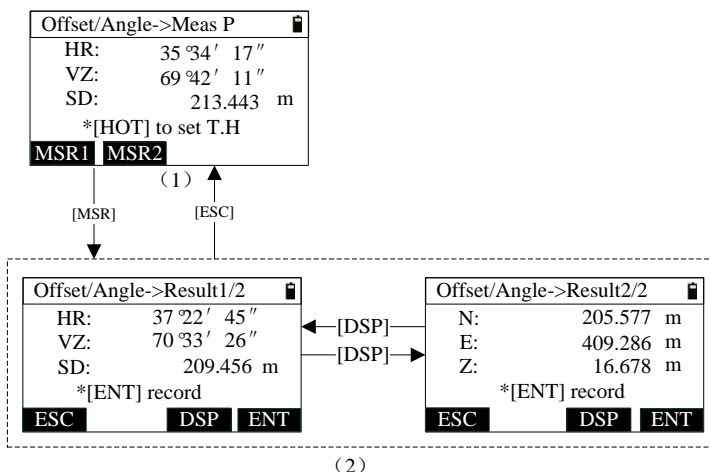 Offset/Angle->Meas P
HR: 35°34′ 17″
VZ: 69°42′ 11″
SD: 213.443 m
*[HOT] to set T.H
MSR1 MSR2
(1)
[MSR] [ESC]
Offset/Angle->Result1/2
HR: 37°22′ 45″
VZ: 70°33′ 26″
SD: 209.456 m
*[ENT] record
ESC DSP ENT
[DSP]
[DSP]
Offset/Angle->Result2/2
N: 205.577 m
E: 409.286 m
Z: 16.678 m
*[ENT] record
ESC DSP ENT
(2)